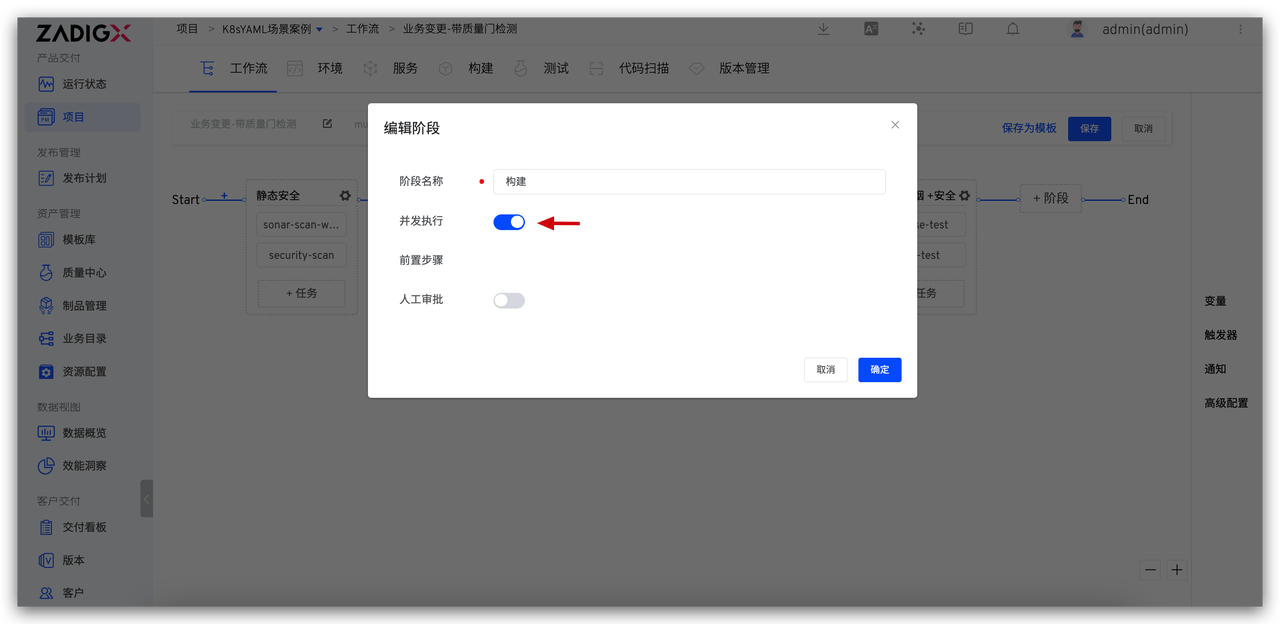 ZADIGX
产品交付
运行状态
项目
发布管理
发布计划
资产管理
模板库
质量中心
制品管理
业务目录
资源配置
数据视图
数据概览
效能洞察
客户交付
交付看板
版本
客户
项目 > K8sYAML场景案例 > 工作流 > 业务变更-带质量门检测
admin(admin)
工作流 环境 服务 构建 测试 代码扫描 版本管理
业务变更-带质量门检测
保存为模板 保存 取消
Start
静态安全
sonar-scan-w...
security-scan
+ 任务
编辑阶段
阶段名称 构建
并发执行
前置步骤
人工审批
取消 确定
+安全
-test
任务
+ 阶段
End
变量
触发器
通知
高级配置